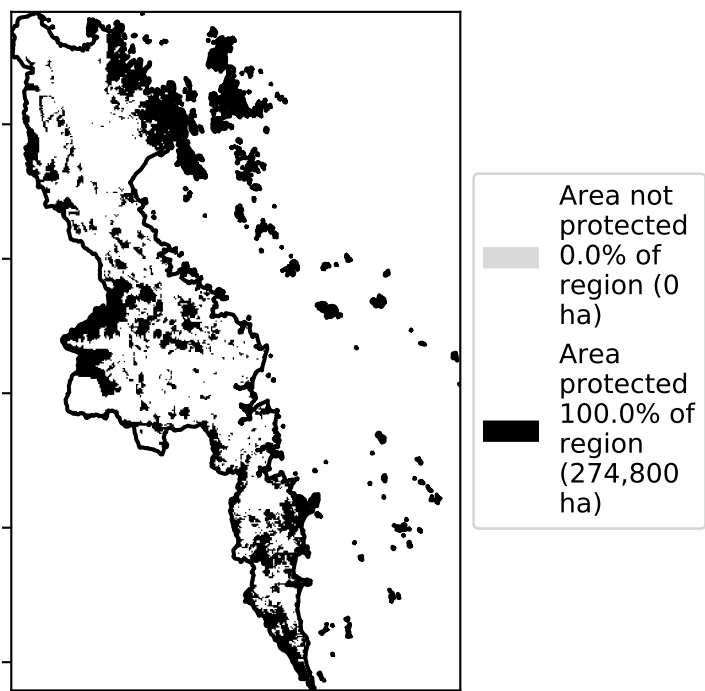 Area not
protected
0.0% of
region (0
ha)
Area
protected
100.0% of
region
(274,800
ha)